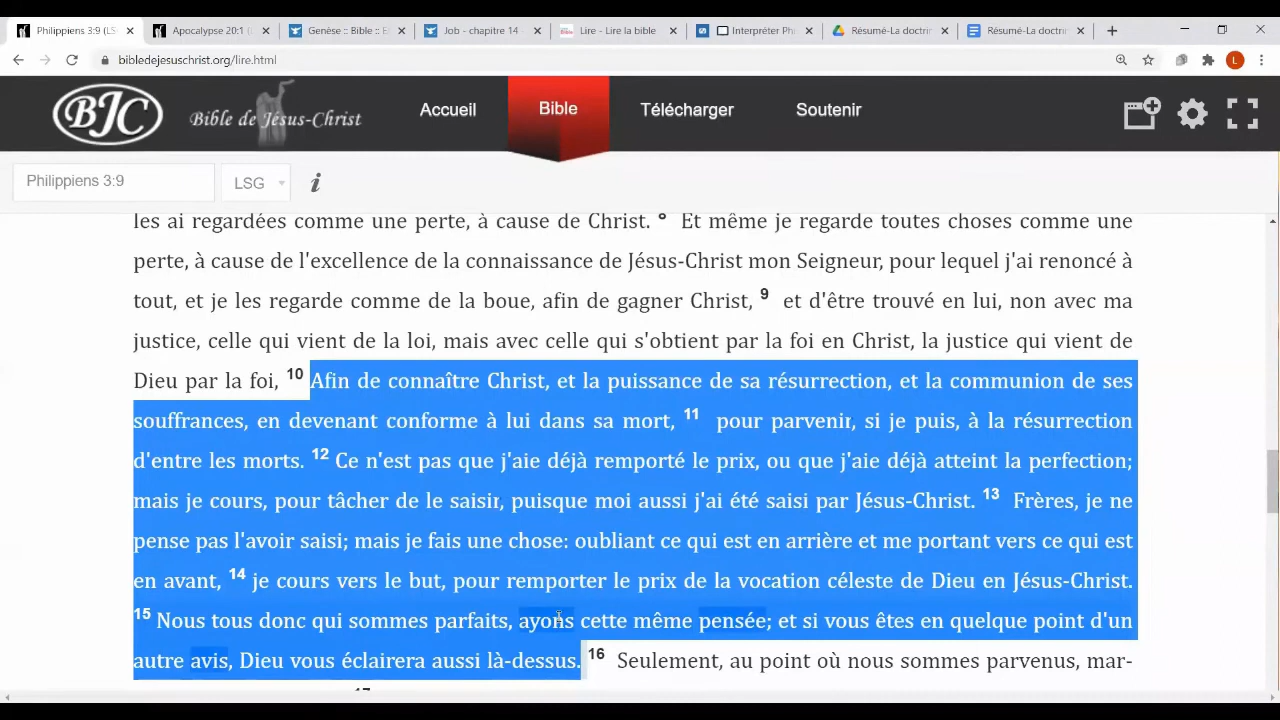 Philippiens 3:9 (LS
Apocalypse 20:1 (
Genèse :: Bible :: E
Job - chapitre 14 -
Lire - Lire la bible
Interpréter Phi
Résumé-La doctrin
Résumé-La doctrin
bibledejesuschrist.org/lire.html
L
BJC
Bible de Jésus-Christ
Accueil
Bible
Télécharger
Soutenir
Philippiens 3:9
LSG
i
les ai regardées comme une perte, à cause de Christ. 8 Et même je regarde toutes choses comme une
perte, à cause de l'excellence de la connaissance de Jésus-Christ mon Seigneur, pour lequel j'ai renoncé à
tout, et je les regarde comme de la boue, afin de gagner Christ, 9 et d'être trouvé en lui, non avec ma
justice, celle qui vient de la loi, mais avec celle qui s'obtient par la foi en Christ, la justice qui vient de
Dieu par la foi, 10 Afin de connaître Christ, et la puissance de sa résurrection, et la communion de ses
souffrances, en devenant conforme à lui dans sa mort, 11 pour parvenir, si je puis, à la résurrection
d'entre les morts. 12 Ce n'est pas que j'aie déjà remporté le prix, ou que j'aie déjà atteint la perfection;
mais je cours, pour tâcher de le saisir, puisque moi aussi j'ai été saisi par Jésus-Christ. 13 Frères, je ne
pense pas l'avoir saisi; mais je fais une chose: oubliant ce qui est en arrière et me portant vers ce qui est
en avant, 14 je cours vers le but, pour remporter le prix de la vocation céleste de Dieu en Jésus-Christ.
15 Nous tous donc qui sommes parfaits, ayons cette même pensée; et si vous êtes en quelque point d'un
autre avis, Dieu vous éclairera aussi là-dessus. 16 Seulement, au point où nous sommes parvenus, mar-
17